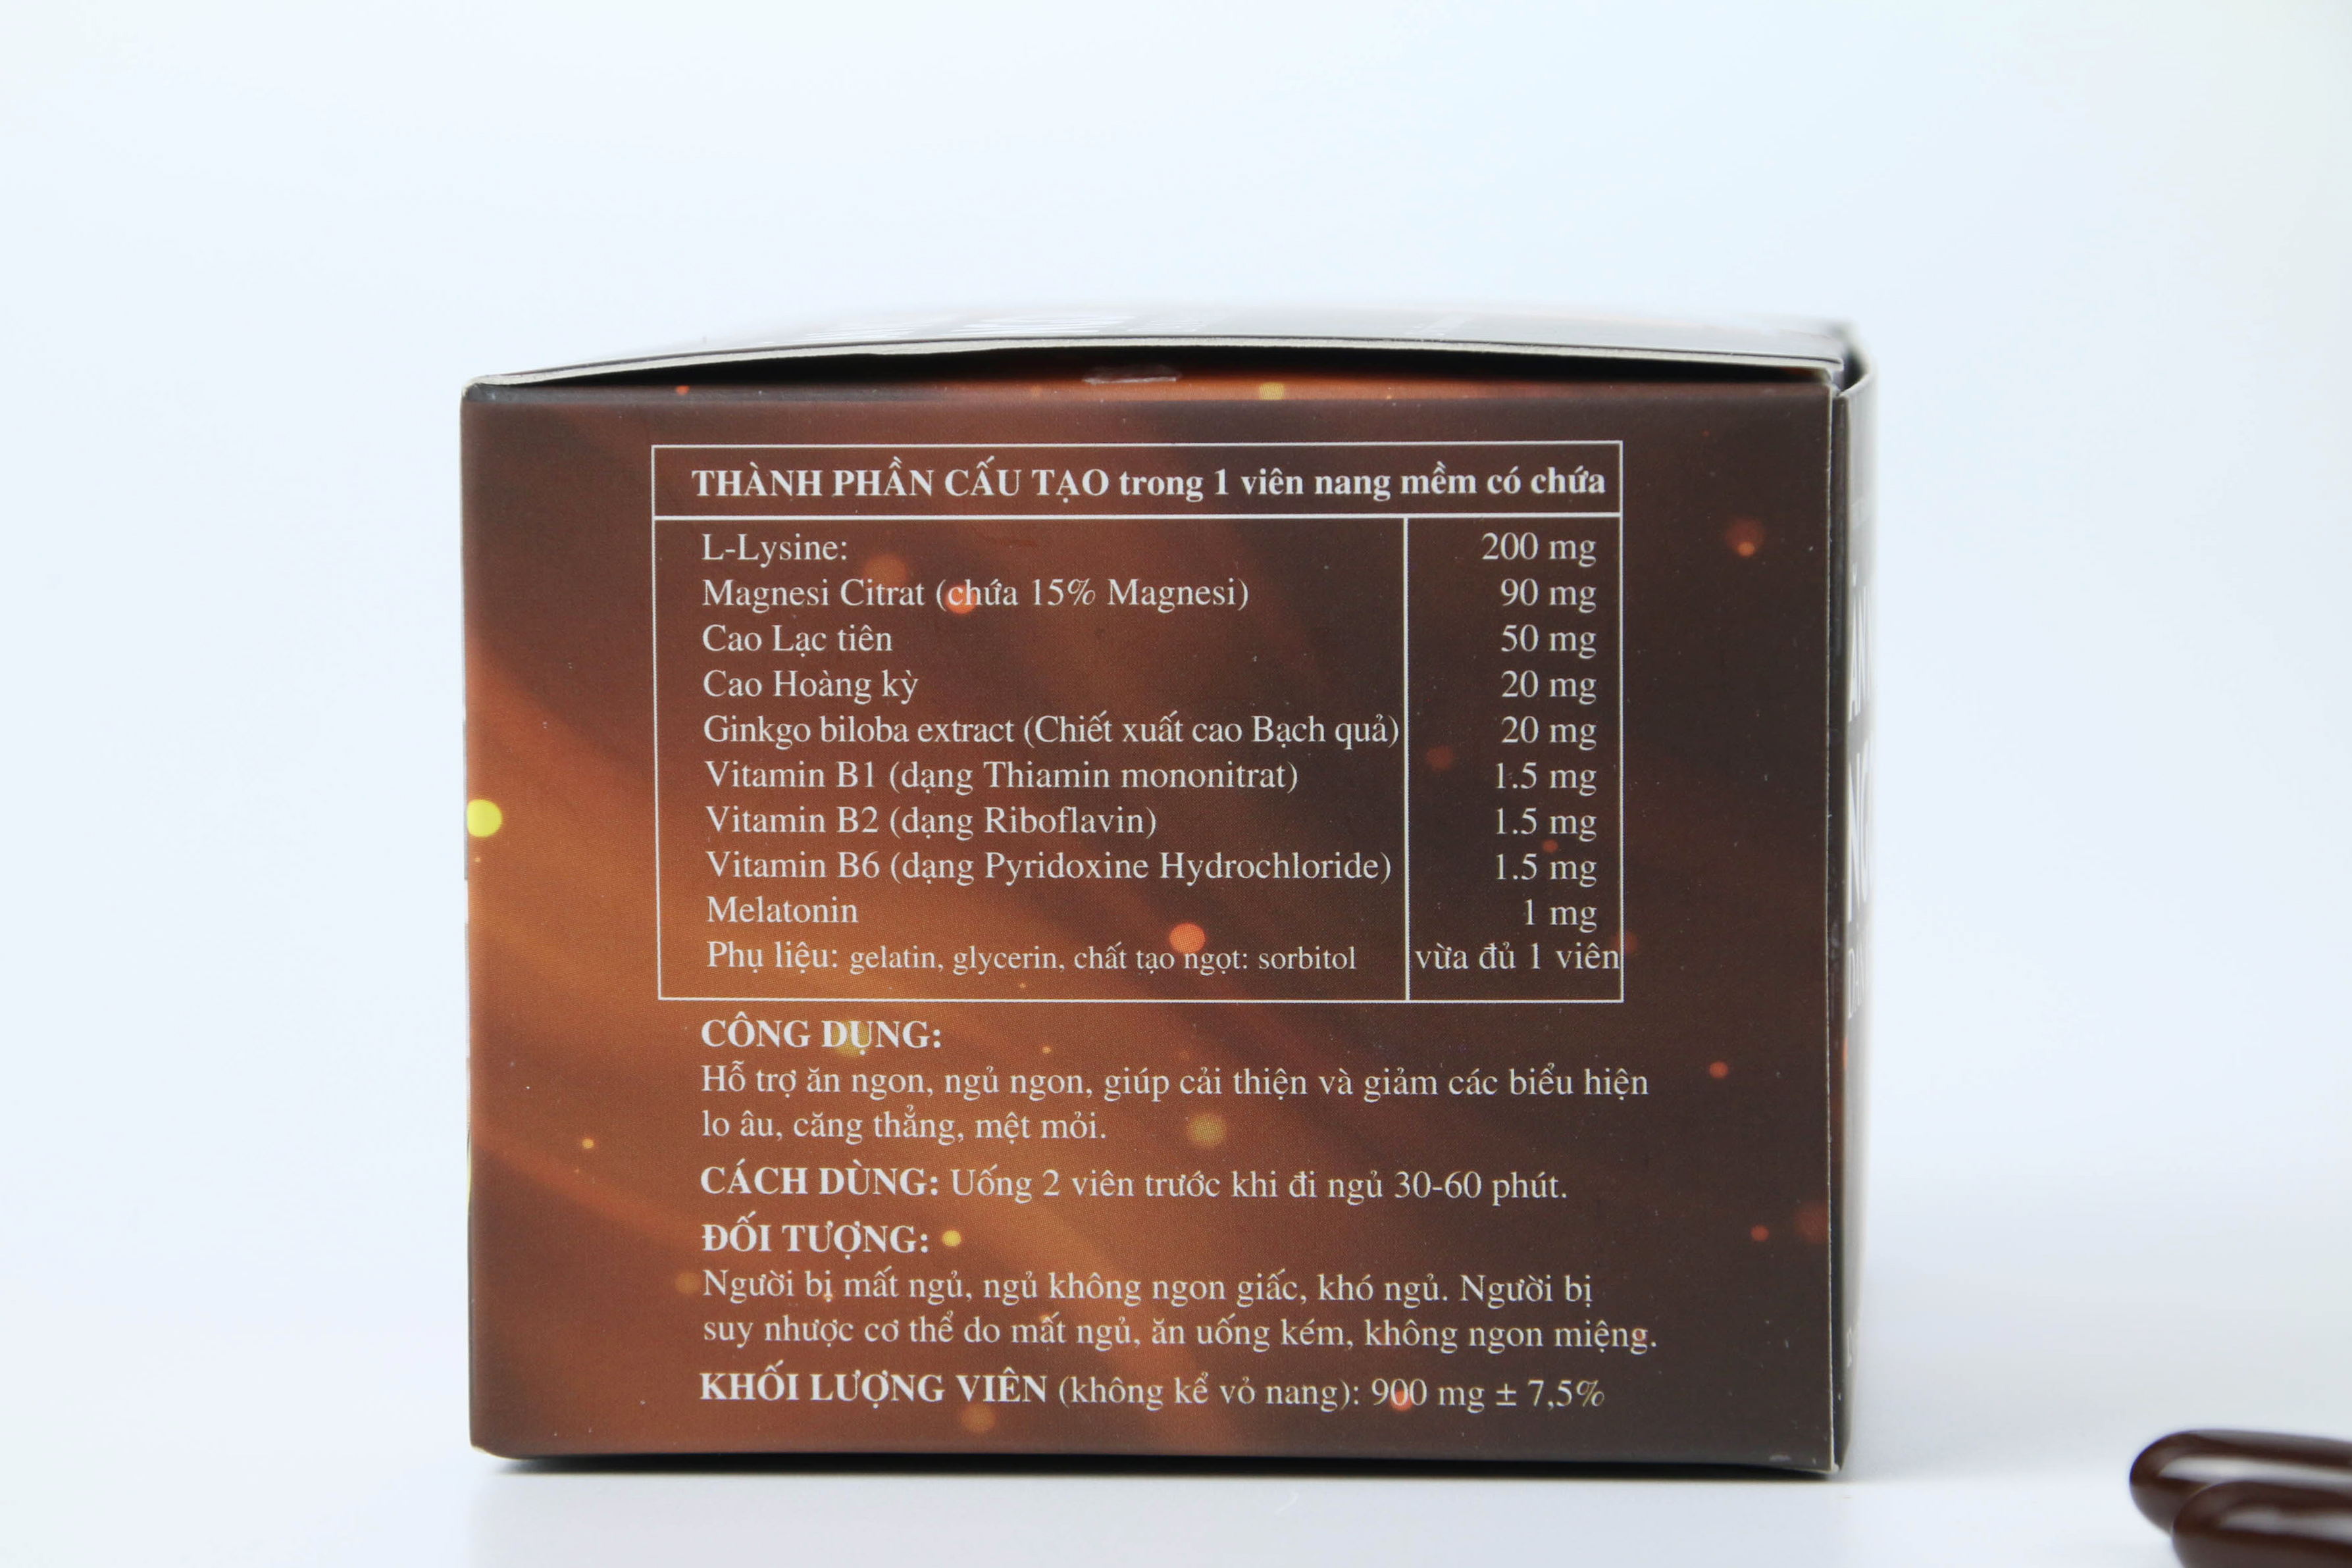 THÀNH PHẦN CẤU TẠO trong 1 viên nang mềm có chứa
L-Lysine: 200 mg
Magnesi Citrat (chứa 15% Magnesi) 90 mg
Cao Lạc tiên 50 mg
Cao Hoàng kỳ 20 mg
Ginkgo biloba extract (Chiết xuất cao Bạch quả) 20 mg
Vitamin B1 (dạng Thiamin mononitrat) 1.5 mg
Vitamin B2 (dạng Riboflavin) 1.5 mg
Vitamin B6 (dạng Pyridoxine Hydrochloride) 1.5 mg
Melatonin 1 mg
Phụ liệu: gelatin, glycerin, chất tạo ngọt: sorbitol vừa đủ 1 viên
CÔNG DỤNG:
Hỗ trợ ăn ngon, ngủ ngon, giúp cải thiện và giảm các biểu hiện
lo âu, căng thẳng, mệt mỏi.
CÁCH DÙNG: Uống 2 viên trước khi đi ngủ 30-60 phút.
ĐỐI TƯỢNG:
Người bị mất ngủ, ngủ không ngon giấc, khó ngủ. Người bị
suy nhược cơ thể do mất ngủ, ăn uống kém, không ngon miệng.
KHỐI LƯỢNG VIÊN (không kể vỏ nang): 900 mg ± 7,5%